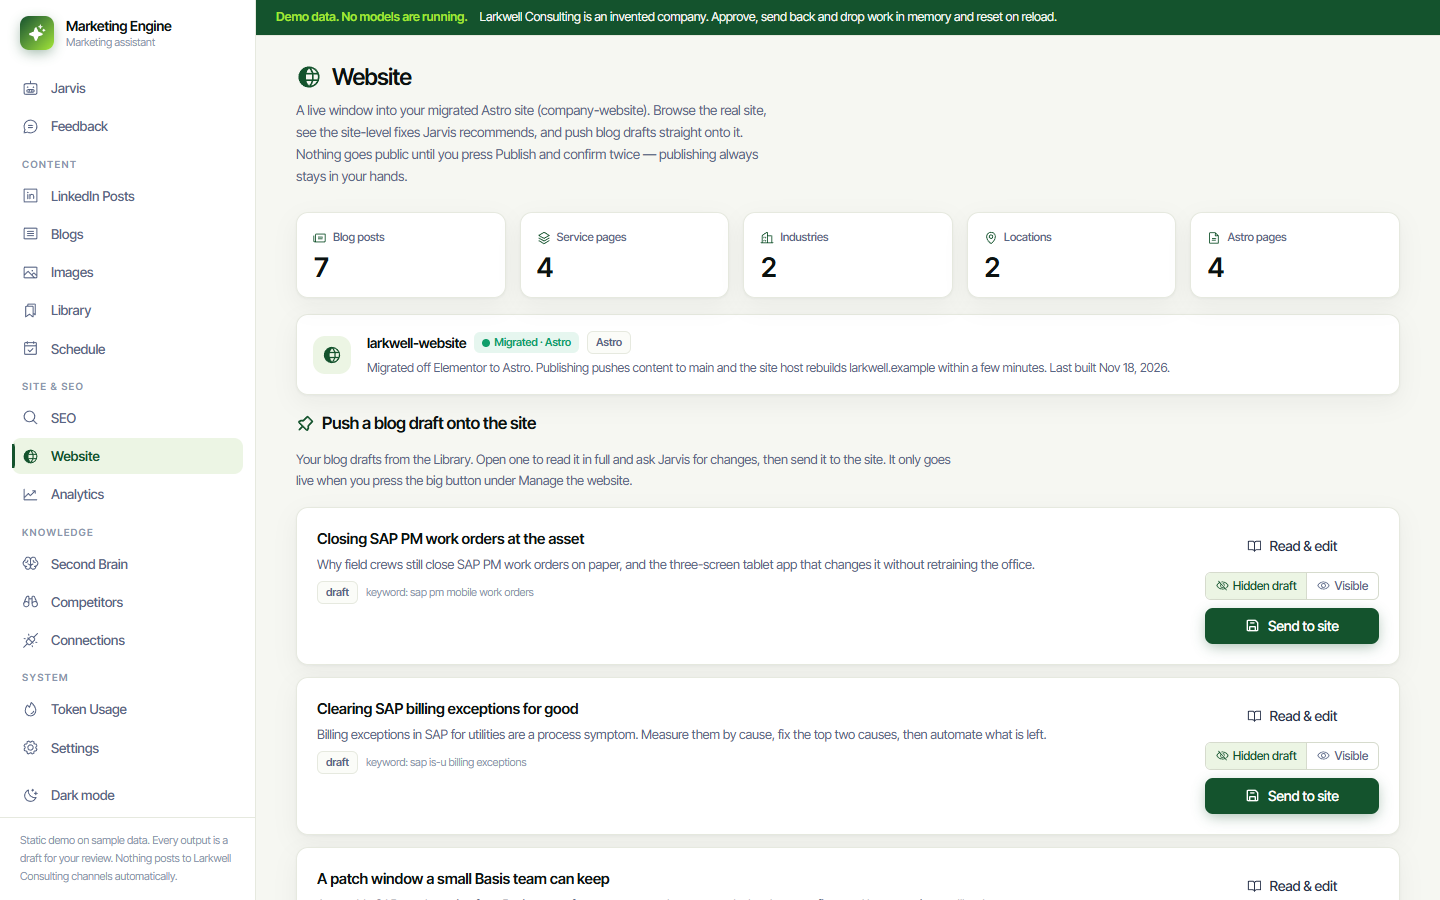 Marketing Engine
Marketing assistant
Jarvis
Feedback
CONTENT
LinkedIn Posts
Blogs
Images
Library
Schedule
SITE & SEO
SEO
Website
Analytics
KNOWLEDGE
Second Brain
Competitors
Connections
SYSTEM
Token Usage
Settings
Dark mode
Static demo on sample data. Every output is a
draft for your review. Nothing posts to Larkwell
Consulting channels automatically.
Demo data. No models are running. Larkwell Consulting is an invented company. Approve, send back and drop work in memory and reset on reload.
Website
A live window into your migrated Astro site (company-website). Browse the real site,
see the site-level fixes Jarvis recommends, and push blog drafts straight onto it.
Nothing goes public until you press Publish and confirm twice — publishing always
stays in your hands.
Blog posts
7
Service pages
4
Industries
2
Locations
2
Astro pages
4
larkwell-website Migrated · Astro Astro
Migrated off Elementor to Astro. Publishing pushes content to main and the site host rebuilds larkwell.example within a few minutes. Last built Nov 18, 2026.
Push a blog draft onto the site
Your blog drafts from the Library. Open one to read it in full and ask Jarvis for changes, then send it to the site. It only goes
live when you press the big button under Manage the website.
Closing SAP PM work orders at the asset
Why field crews still close SAP PM work orders on paper, and the three-screen tablet app that changes it without retraining the office.
draft keyword: sap pm mobile work orders
Read & edit
Hidden draft Visible
Send to site
Clearing SAP billing exceptions for good
Billing exceptions in SAP for utilities are a process symptom. Measure them by cause, fix the top two causes, then automate what is left.
draft keyword: sap is-u billing exceptions
Read & edit
Hidden draft Visible
Send to site
A patch window a small Basis team can keep
Read & edit